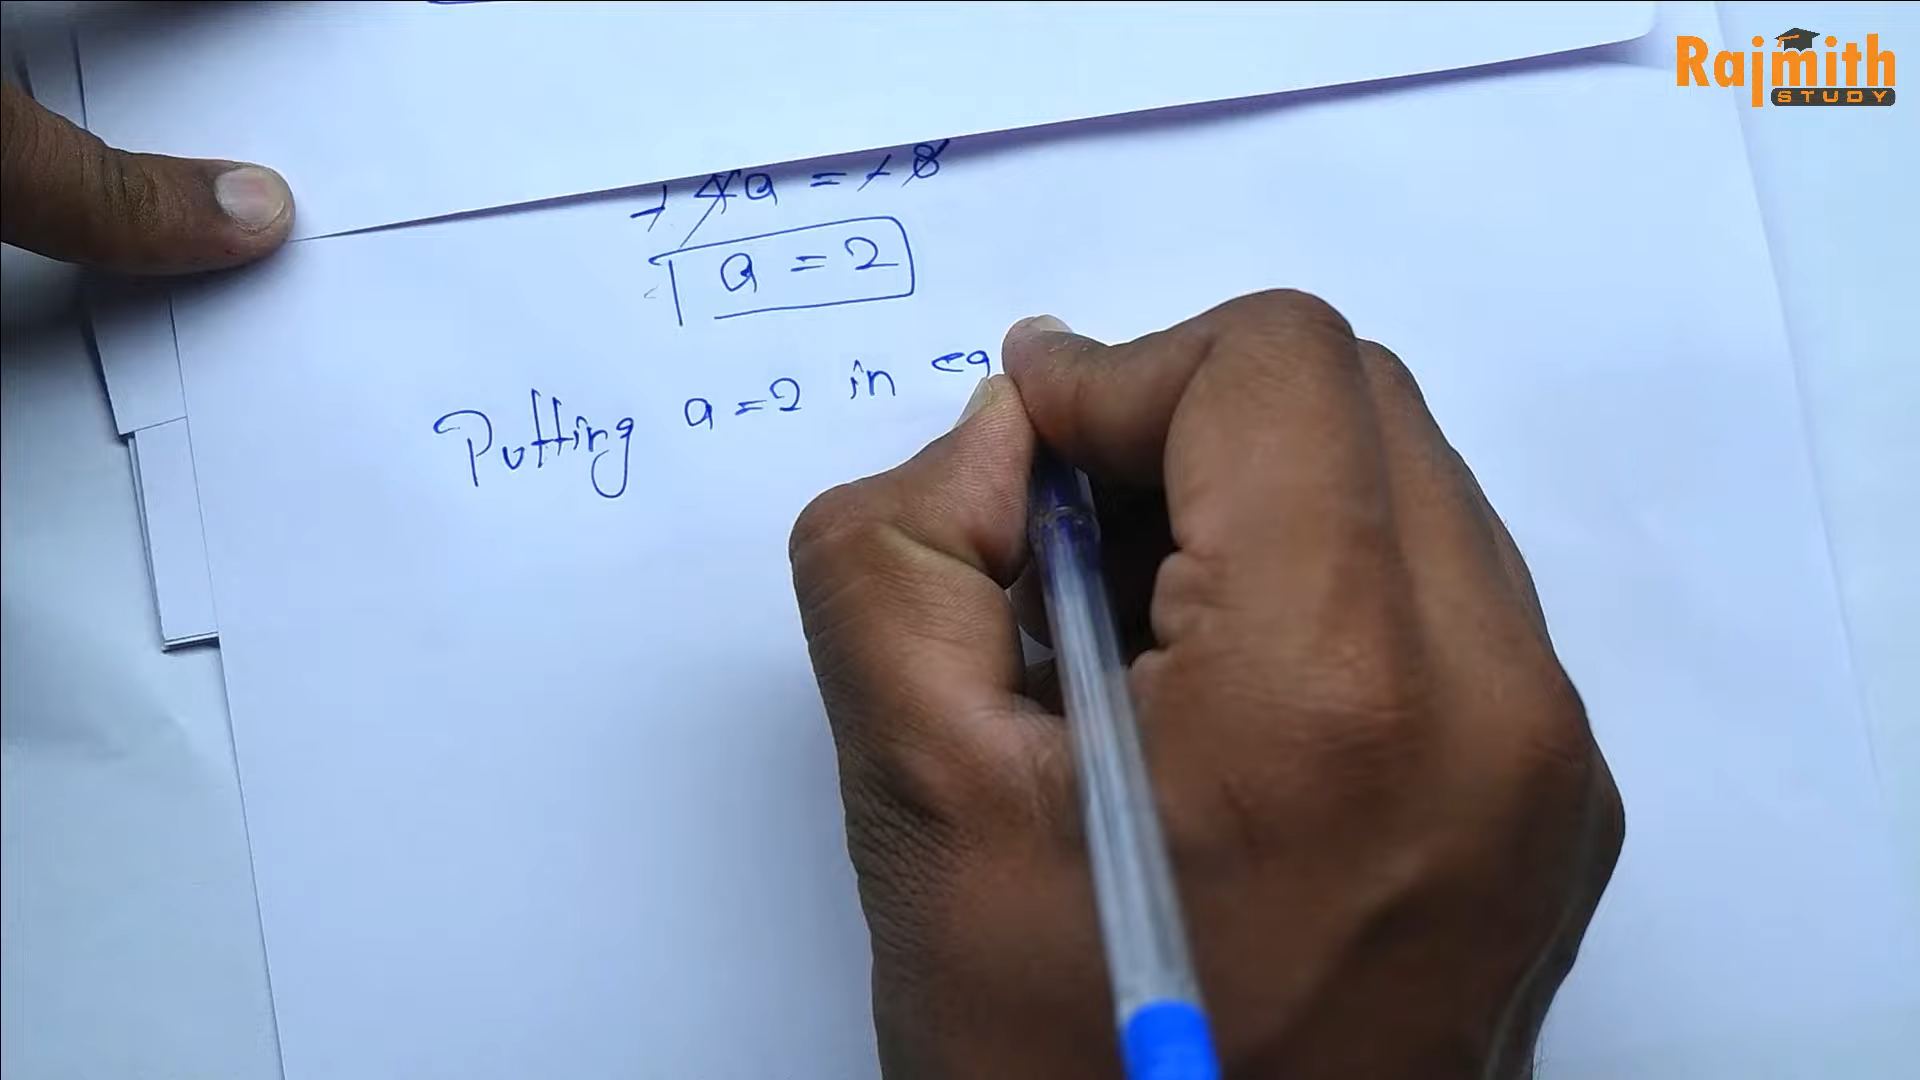 Rajmith
STUDY
-4a = -8
a = 2
Putting a=2 in eq